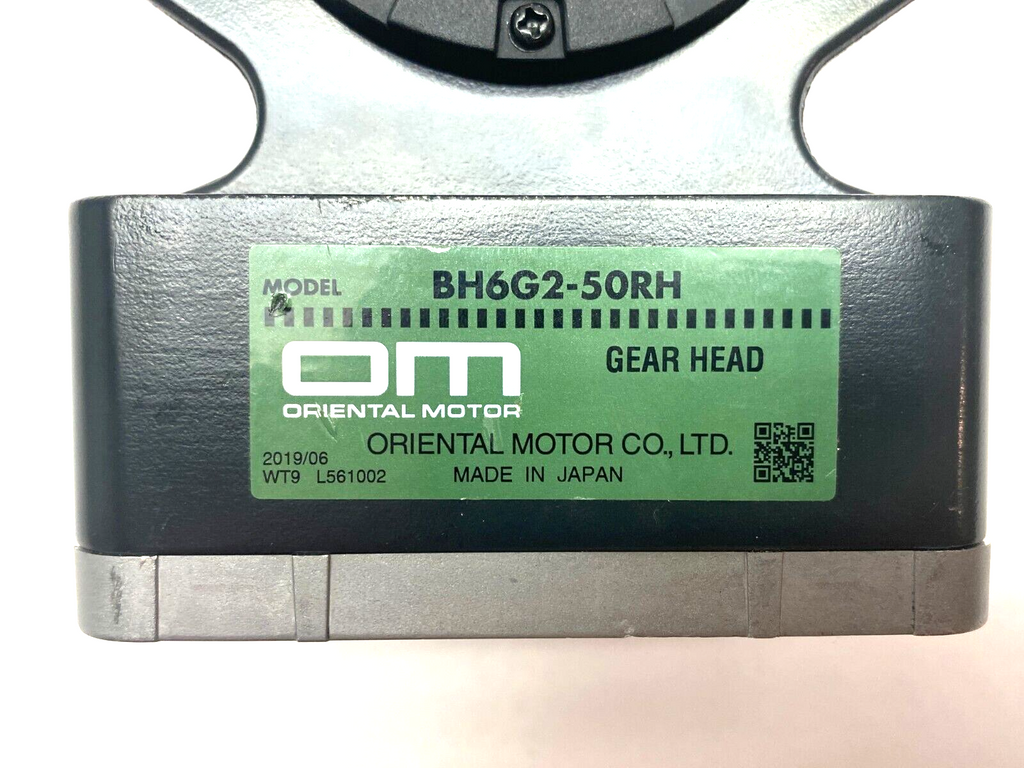 MODEL BH6G2-50RH
OM
ORIENTAL MOTOR
GEAR HEAD
ORIENTAL MOTOR CO., LTD.
2019/06
WT9 L561002
MADE IN JAPAN